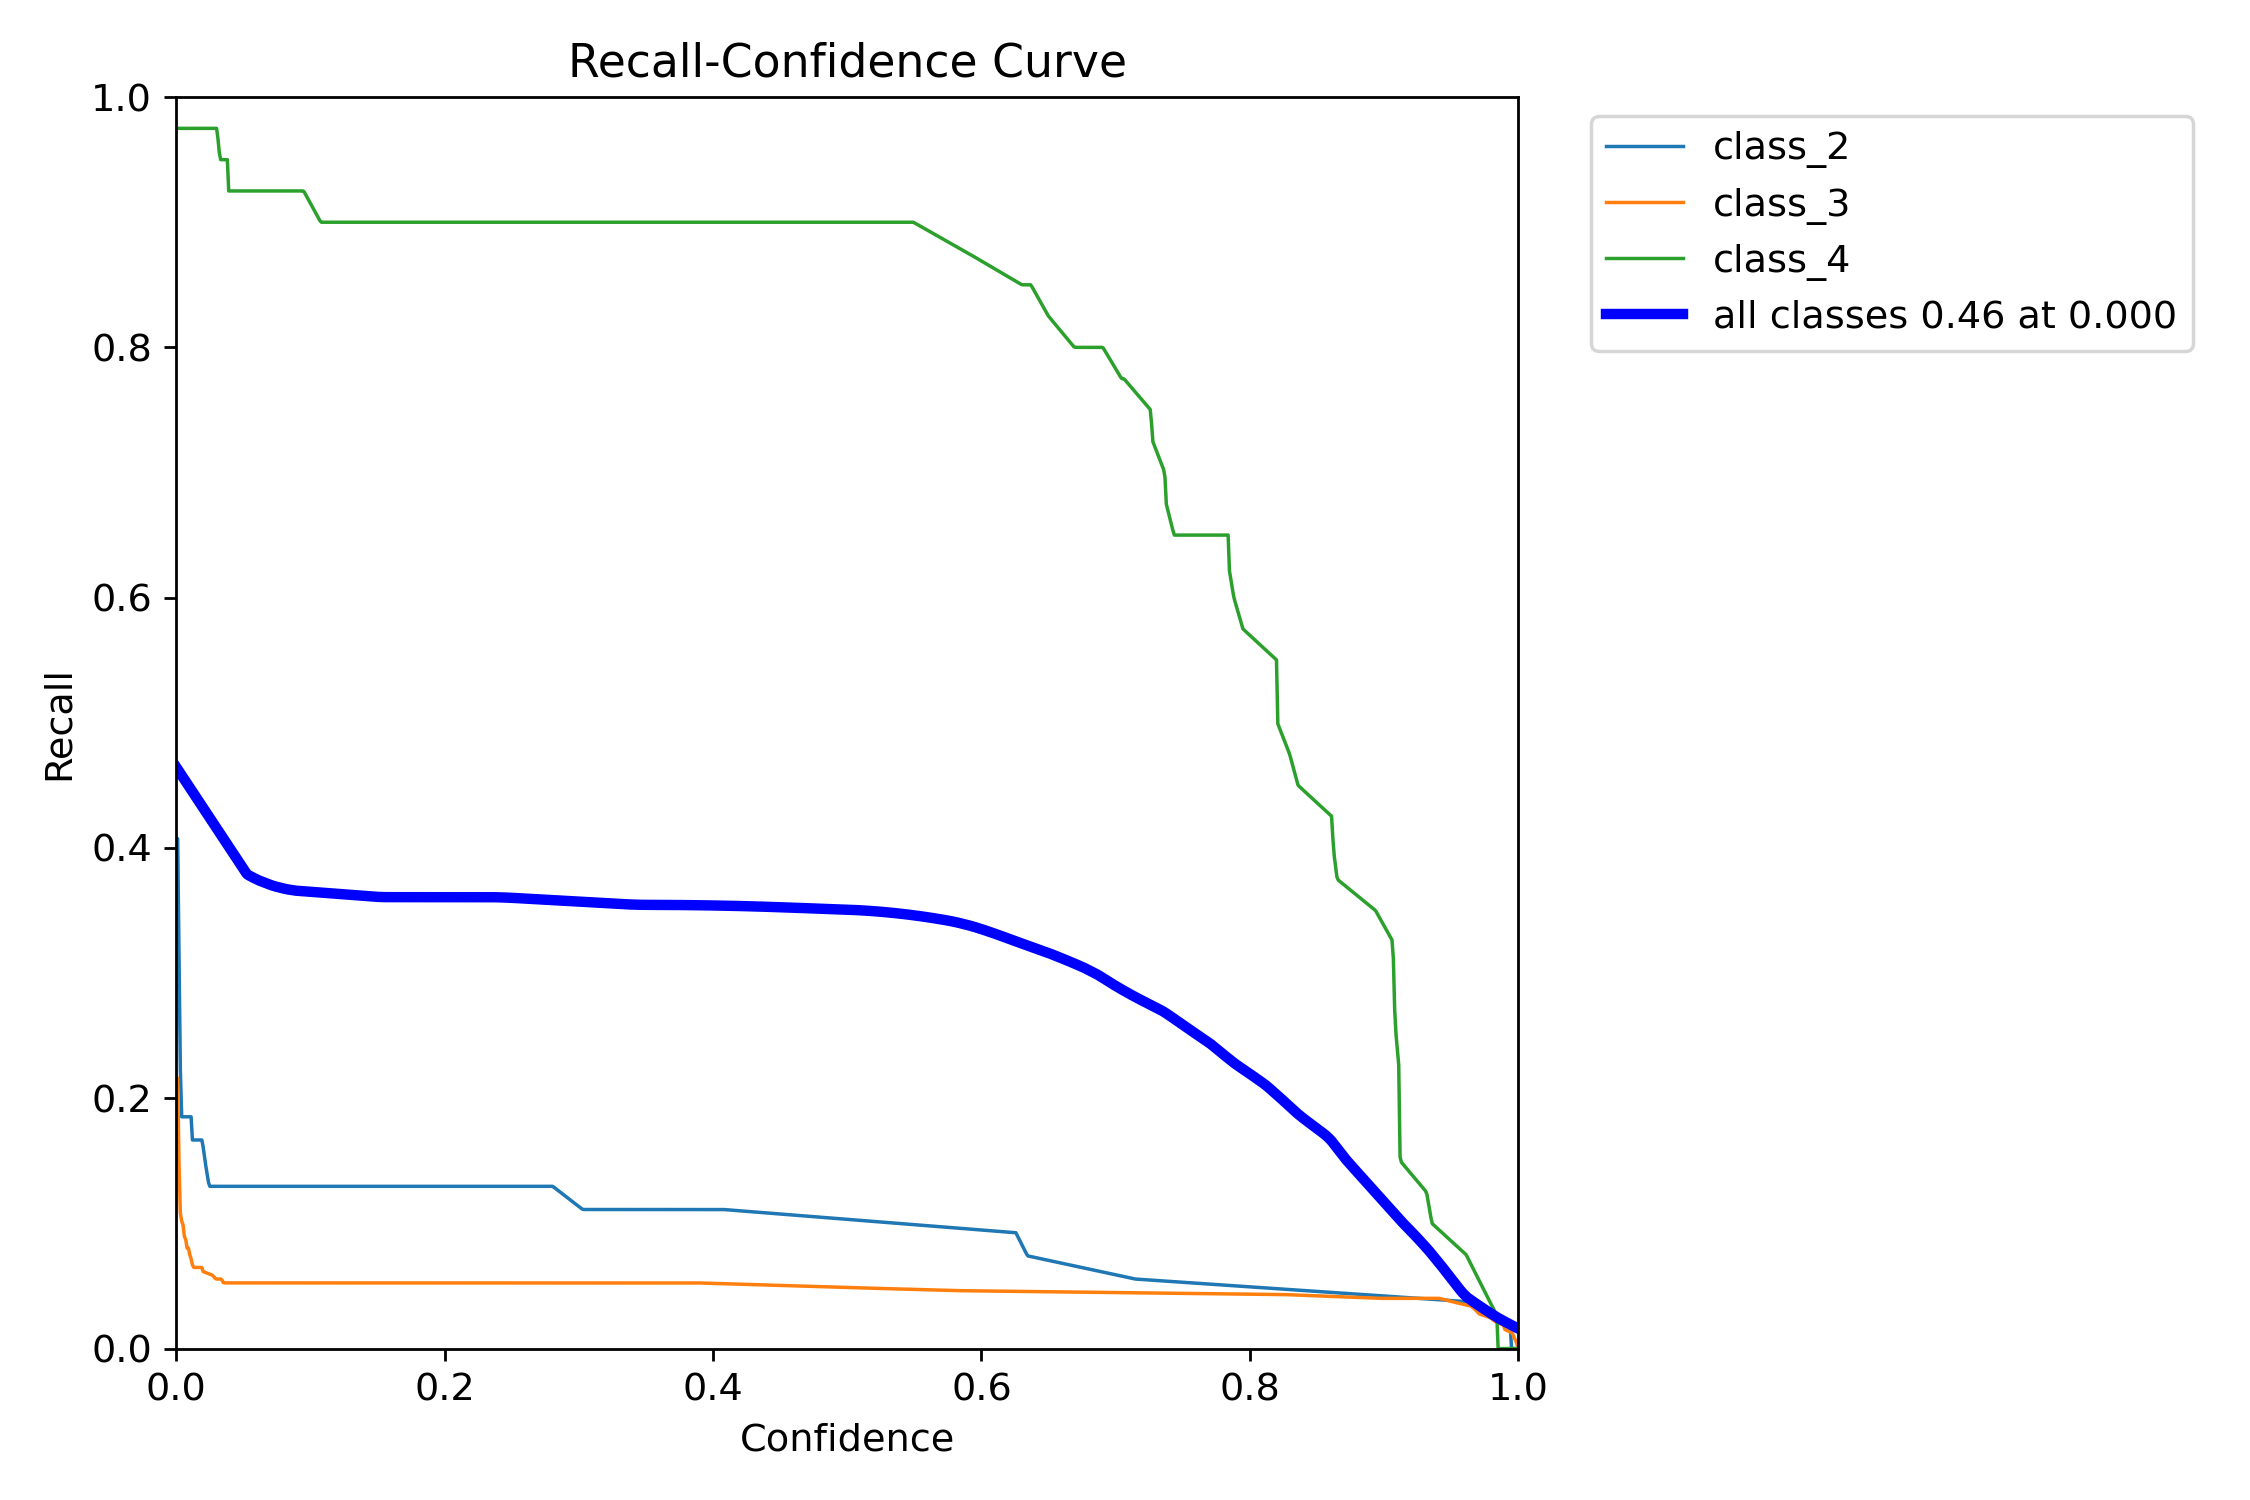 Recall-Confidence Curve
1.0
0.8
0.6
0.4
0.2
0.0
Recall
0.0 0.2 0.4 0.6 0.8 1.0
Confidence
class_2
class_3
class_4
all classes 0.46 at 0.000